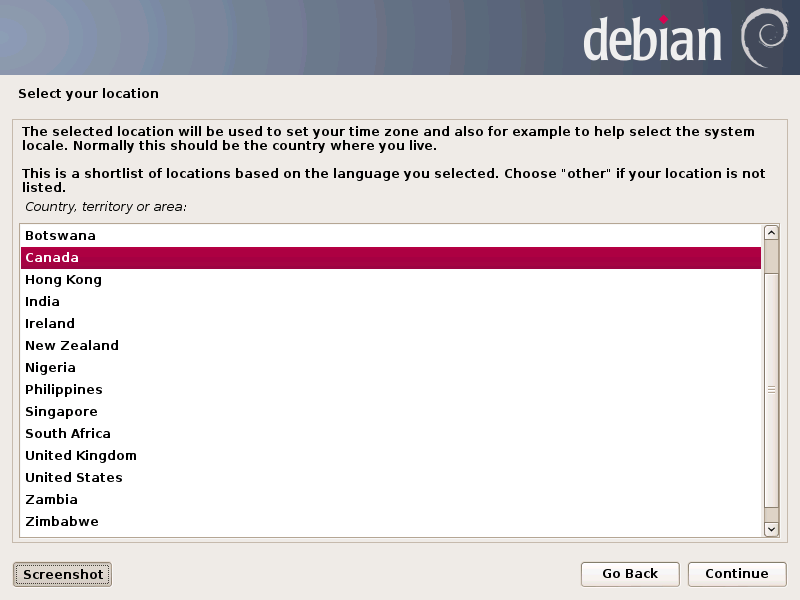 debian
Select your location
The selected location will be used to set your time zone and also for example to help select the system
locale. Normally this should be the country where you live.
This is a shortlist of locations based on the language you selected. Choose "other" if your location is not
listed.
Country, territory or area:
Botswana
Canada
Hong Kong
India
Ireland
New Zealand
Nigeria
Philippines
Singapore
South Africa
United Kingdom
United States
Zambia
Zimbabwe
Screenshot
Go Back
Continue